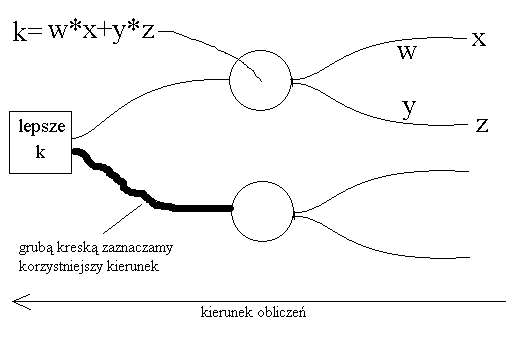 k= w*x+y*z
w
x
y
z
lepsze
k
grubą kreską zaznaczamy
korzystniejszy kierunek
kierunek obliczeń